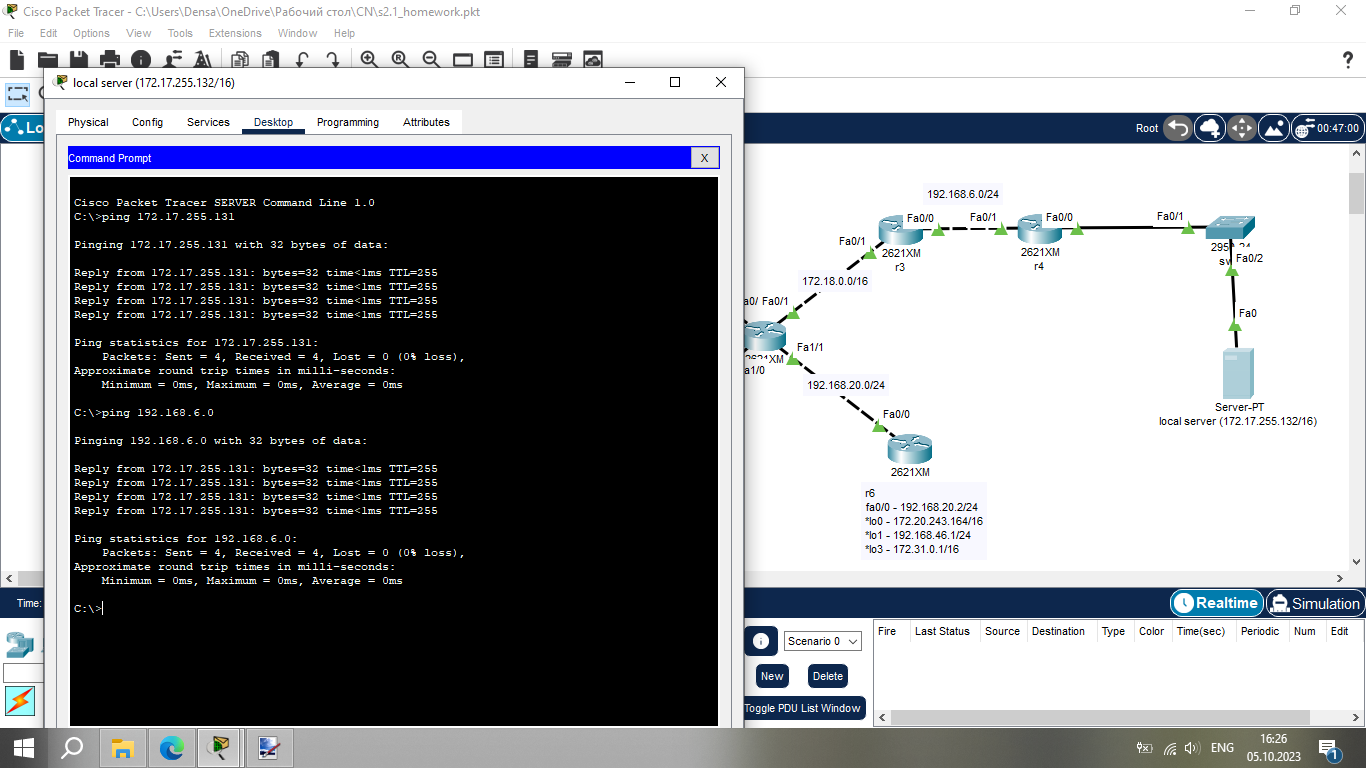 Cisco Packet Tracer - C:\Users\Densa\OneDrive\Рабочий стол\CN\s2.1_homework.pkt
File Edit Options View Tools Extensions Window Help
local server (172.17.255.132/16)
Physical Config Services Desktop Programming Attributes
Lo
Root
00:47:00
Command Prompt
X
Cisco Packet Tracer SERVER Command Line 1.0
C:\>ping 172.17.255.131
Pinging 172.17.255.131 with 32 bytes of data:
Reply from 172.17.255.131: bytes=32 time<1ms TTL=255
Reply from 172.17.255.131: bytes=32 time<1ms TTL=255
Reply from 172.17.255.131: bytes=32 time<1ms TTL=255
Reply from 172.17.255.131: bytes=32 time<1ms TTL=255
Ping statistics for 172.17.255.131:
Packets: Sent = 4, Received = 4, Lost = 0 (0% loss),
Approximate round trip times in milli-seconds:
Minimum = 0ms, Maximum = 0ms, Average = 0ms
C:\>ping 192.168.6.0
Pinging 192.168.6.0 with 32 bytes of data:
Reply from 172.17.255.131: bytes=32 time<1ms TTL=255
Reply from 172.17.255.131: bytes=32 time<1ms TTL=255
Reply from 172.17.255.131: bytes=32 time<1ms TTL=255
Reply from 172.17.255.131: bytes=32 time<1ms TTL=255
Ping statistics for 192.168.6.0:
Packets: Sent = 4, Received = 4, Lost = 0 (0% loss),
Approximate round trip times in milli-seconds:
Minimum = 0ms, Maximum = 0ms, Average = 0ms
C:\>
192.168.6.0/24
Fa0/0
Fa0/1
Fa0/0
Fa0/1
Fa0/1
2621XM
r3
2621XM
r4
Fa0/2
172.18.0.0/16
a0/ Fa0/1
Fa0
2621XM
a1/0
Fa1/1
192.168.20.0/24
Server-PT
local server (172.17.255.132/16)
Fa0/0
2621XM
r6
fa0/0 - 192.168.20.2/24
*lo0 - 172.20.243.164/16
*lo1 - 192.168.46.1/24
*lo3 - 172.31.0.1/16
Time:
Realtime
Simulation
Scenario 0
New
Delete
Toggle PDU List Window
Fire Last Status Source Destination Type Color Time(sec) Periodic Num Edit
ENG
16:26
05.10.2023
1